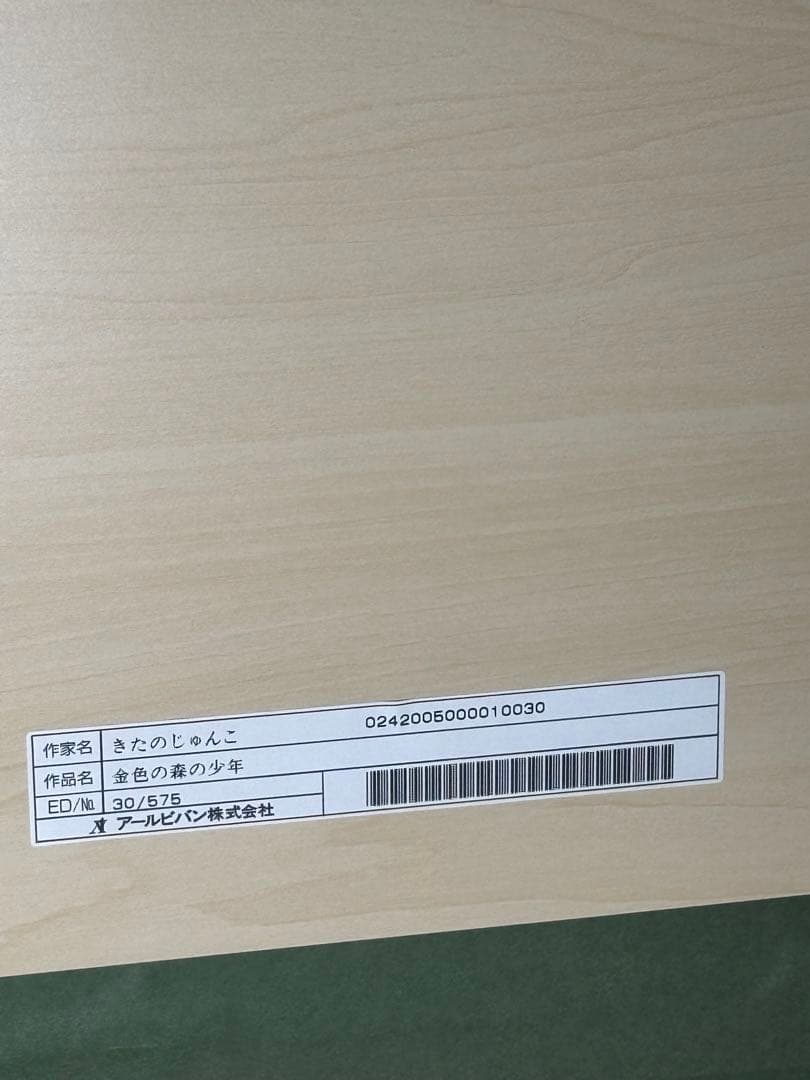 作家名 きたのじゅんこ 0242005000010030
作品名 金色の森の少年
ED/№ 30/575
アールビバン株式会社